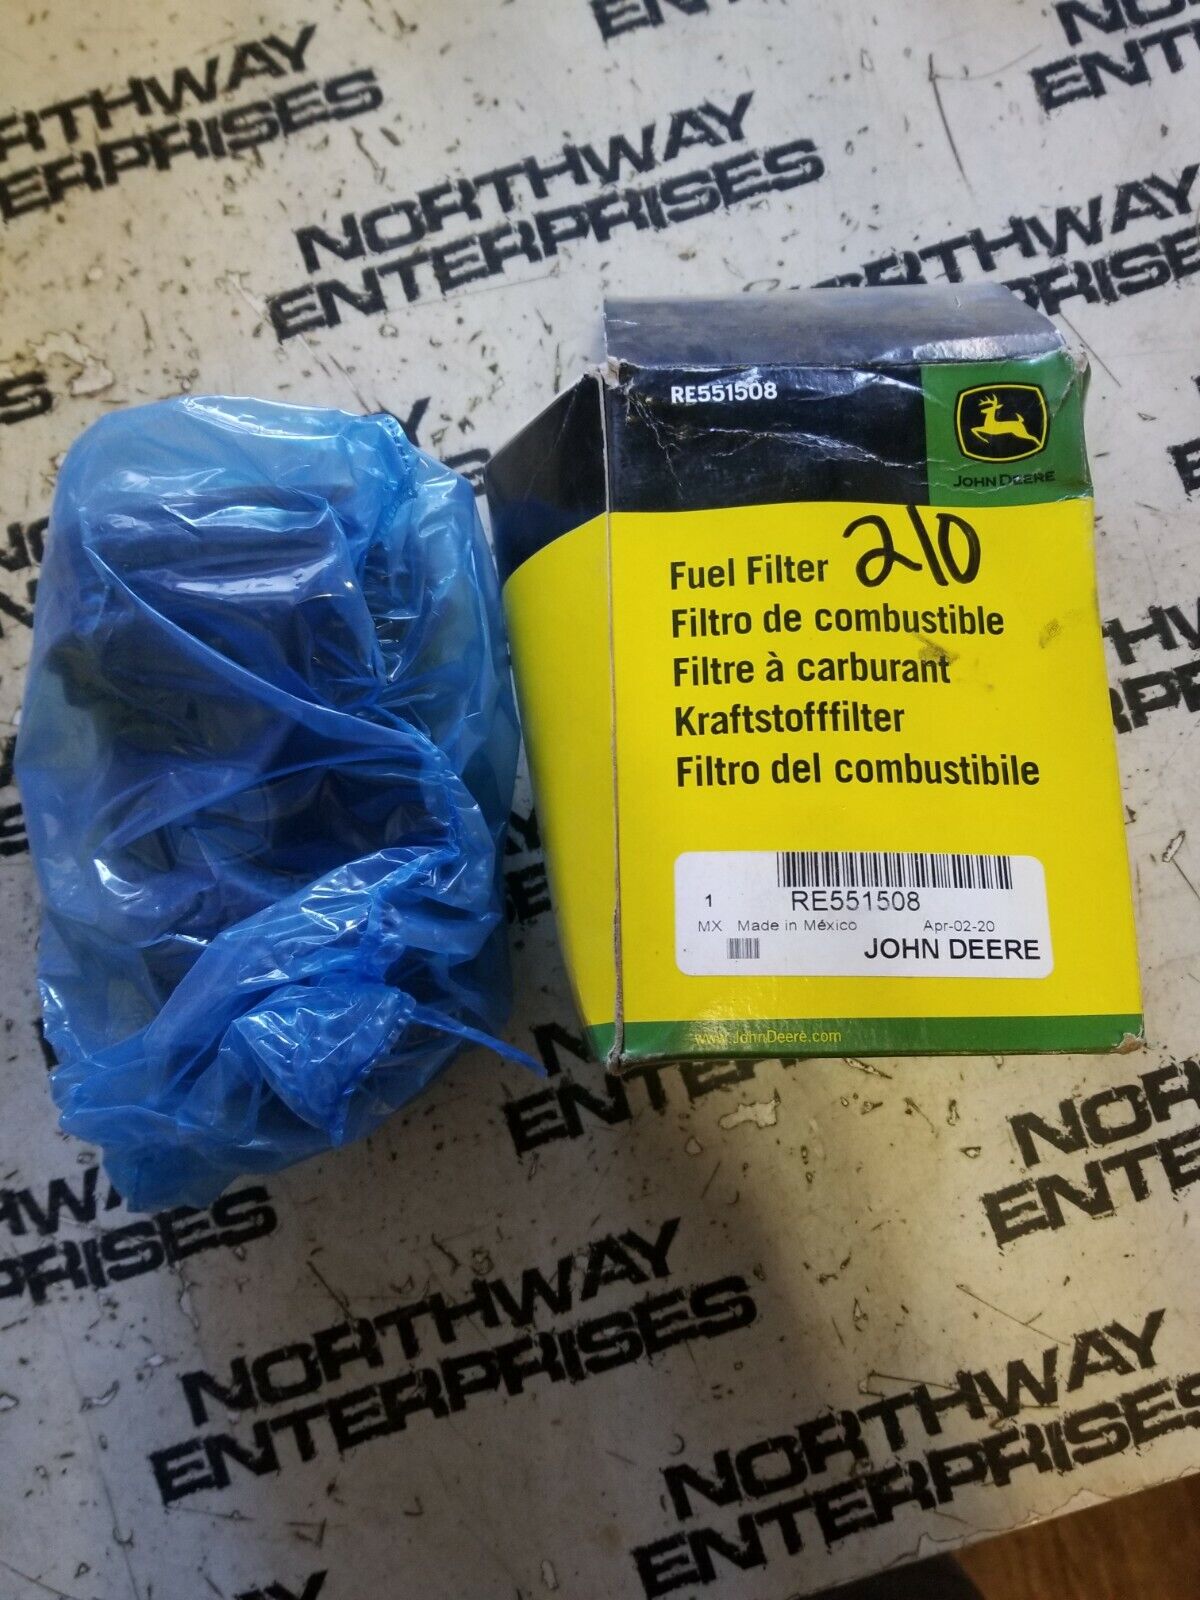 NORTHWAY
ENTERPRISES
NORTHWAY
ENTERPRISES
RE551508
JOHN DEERE
Fuel Filter 210
Filtro de combustible
Filtre à carburant
Kraftstofffilter
Filtro del combustibile
1 RE551508
MX Made in México Apr-02-20
JOHN DEERE
www.JohnDeere.com
NORTHWAY
ENTERPRISES
NORTHWAY
ENTERPRISES